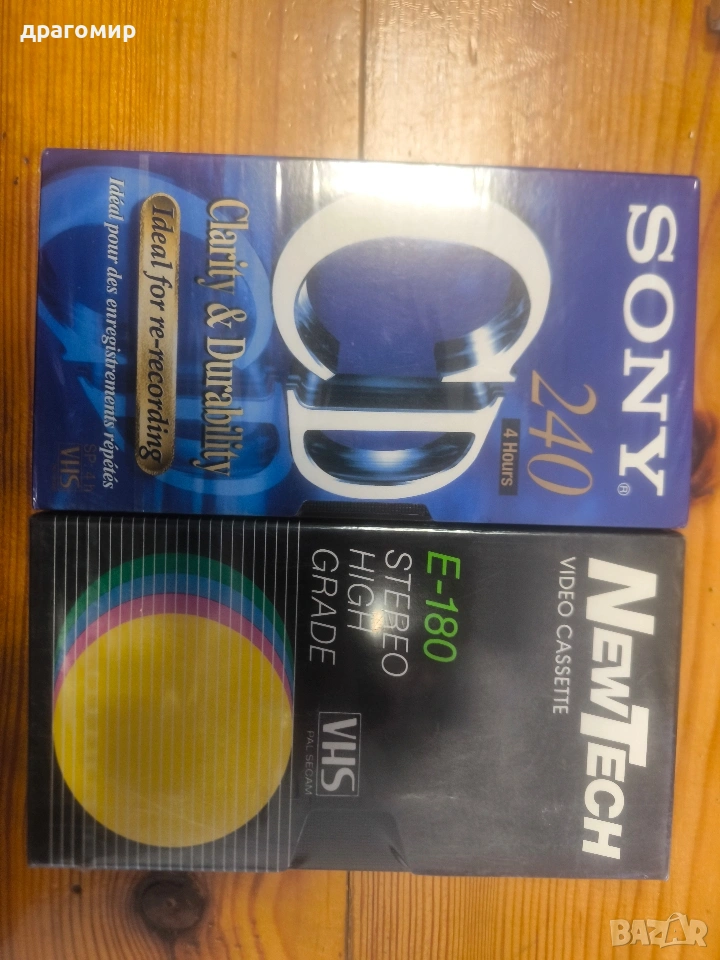 драгомир
SONY®
240
4 Hours
CD
Clarity & Durability
Ideal for re-recording
Idéal pour des enregistrements répétés
VHS
NEWTECH
VIDEO CASSETTE
E-180
STEREO
HIGH
GRADE
VHS
PAL SECAM
BAZAR